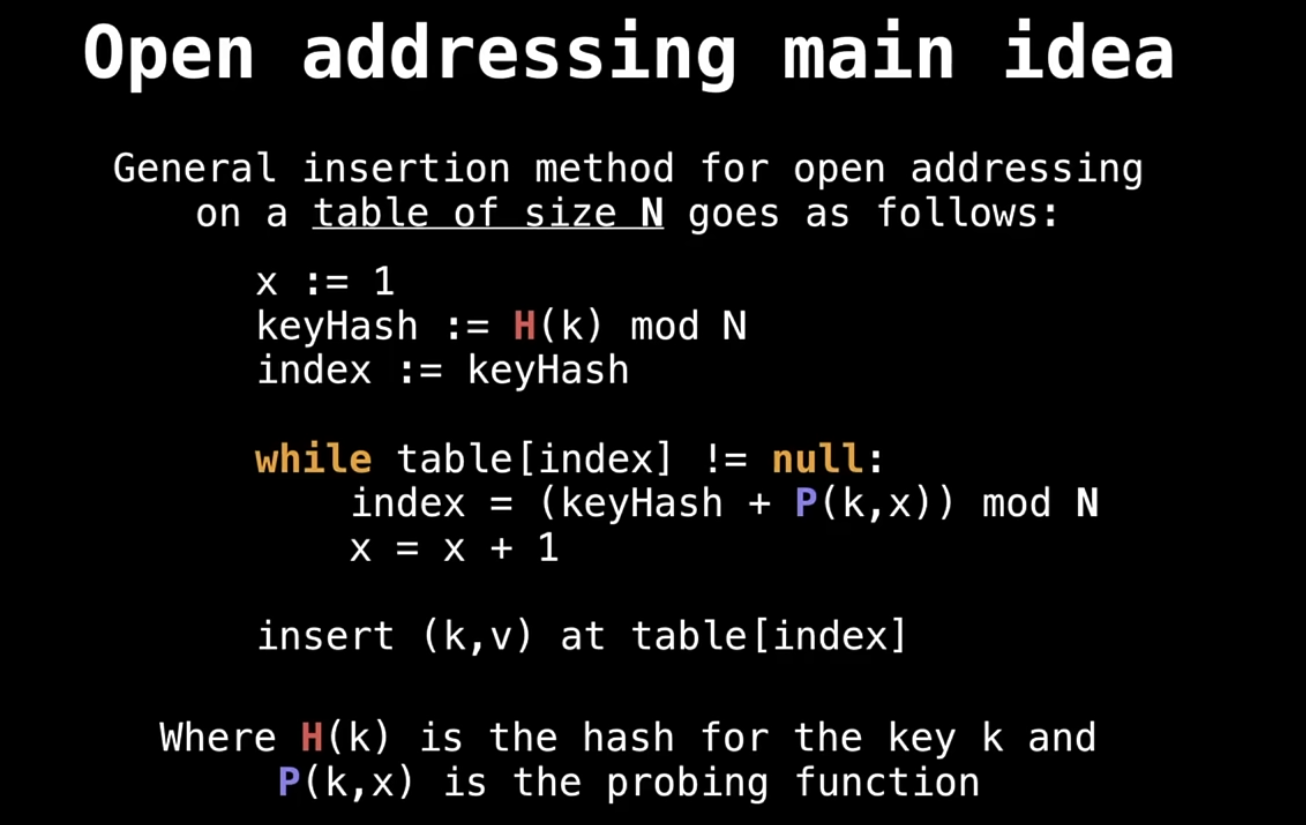 Open addressing main idea
General insertion method for open addressing
on a table of size N goes as follows:
x := 1
keyHash := H(k) mod N
index := keyHash
while table[index] != null:
index = (keyHash + P(k,x)) mod N
x = x + 1
insert (k,v) at table[index]
Where H(k) is the hash for the key k and
P(k,x) is the probing function